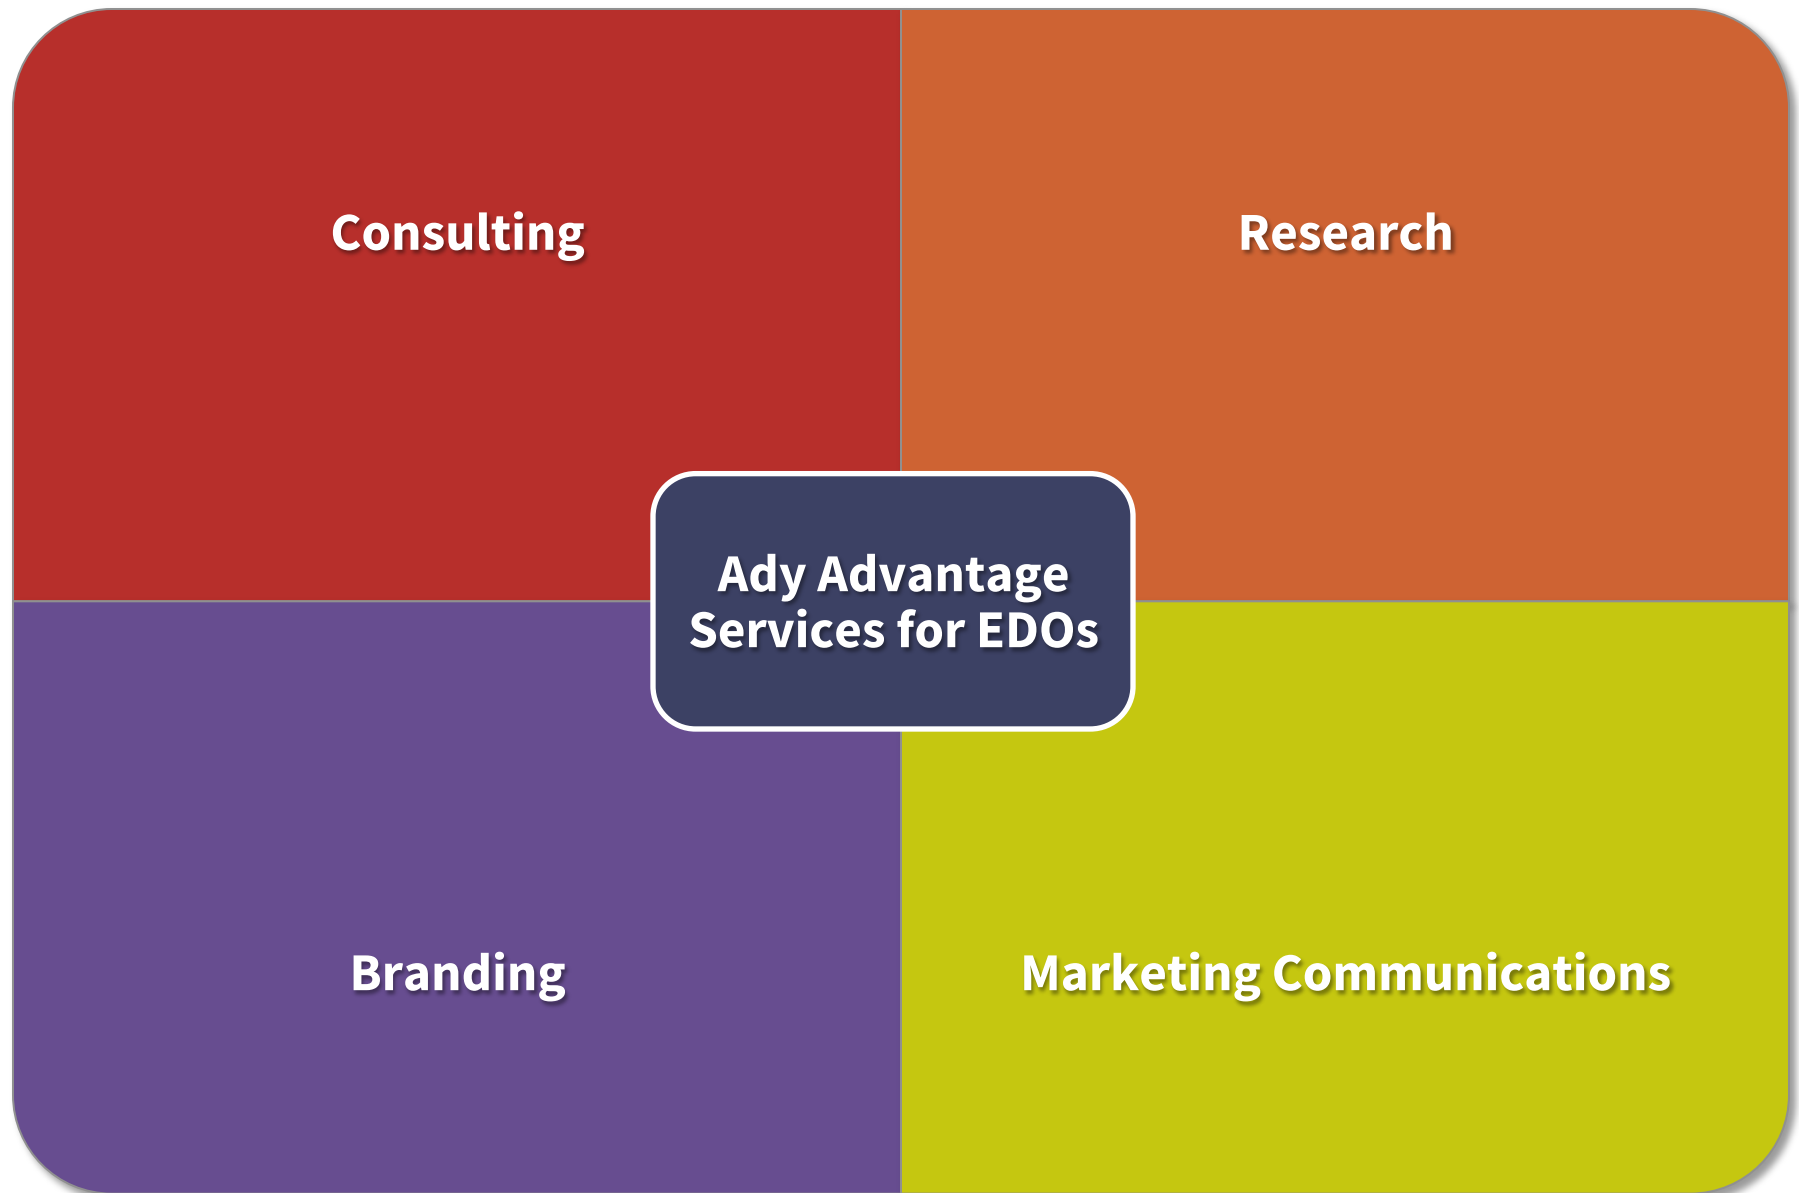 Consulting
Research
Ady Advantage
Services for EDOs
Branding
Marketing Communications